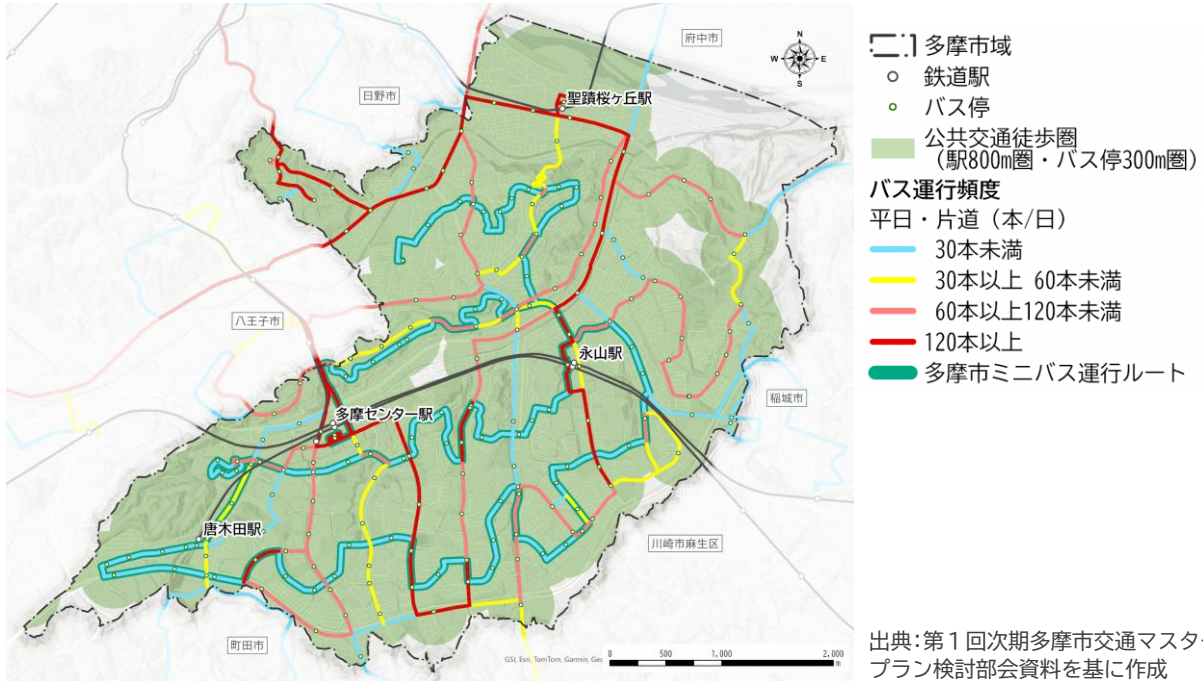 府中市
N
W
E
S
聖蹟桜ヶ丘駅
日野市
八王子市
永山駅
多摩センター駅
稲城市
唐木田駅
川崎市麻生区
町田市
GSI, Esri, TomTom, Garmin, Geo
0 500 1,000 2,000
m
多摩市域
鉄道駅
バス停
公共交通徒歩圏
(駅800m圏・バス停300m圏)
バス運行頻度
平日・片道（本/日）
30本未満
30本以上 60本未満
60本以上120本未満
120本以上
多摩市ミニバス運行ルート
出典:第１回次期多摩市交通マスター
プラン検討部会資料を基に作成